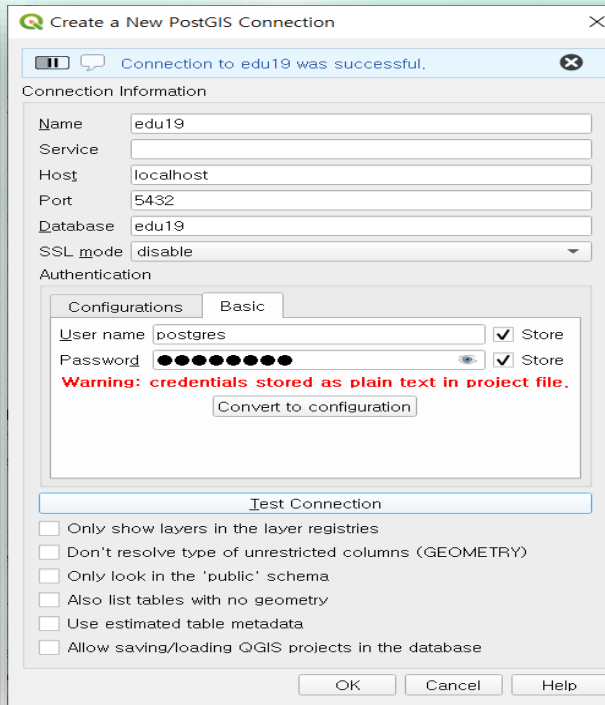 Create a New PostGIS Connection
Connection to edu19 was successful.
Connection Information
Name edu19
Service
Host localhost
Port 5432
Database edu19
SSL mode disable
Authentication
Configurations Basic
User name postgres Store
Password ●●●●●●●● Store
Warning: credentials stored as plain text in project file.
Convert to configuration
Test Connection
Only show layers in the layer registries
Don't resolve type of unrestricted columns (GEOMETRY)
Only look in the 'public' schema
Also list tables with no geometry
Use estimated table metadata
Allow saving/loading QGIS projects in the database
OK Cancel Help